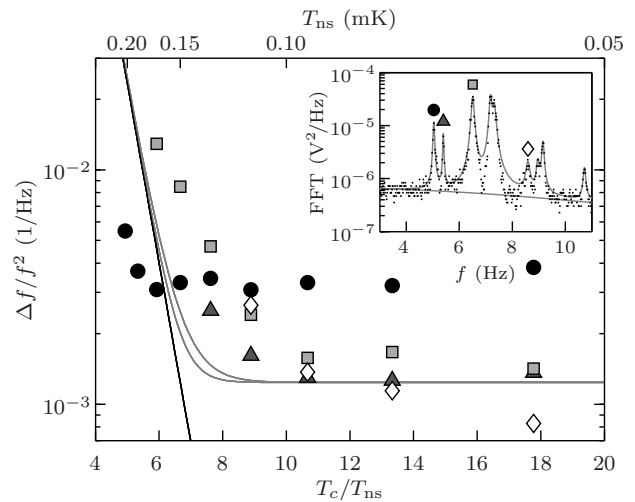 T_ns (mK)
0.20 0.15 0.09 0.05
10^−2
10^−3
Δf/f^2 (1/Hz)
4 6 8 10 12 14 16 18 20
T_c/T_ns
10^−4
10^−5
10^−6
10^−7
FFT (V^2/Hz)
4 6 8 10
f (Hz)